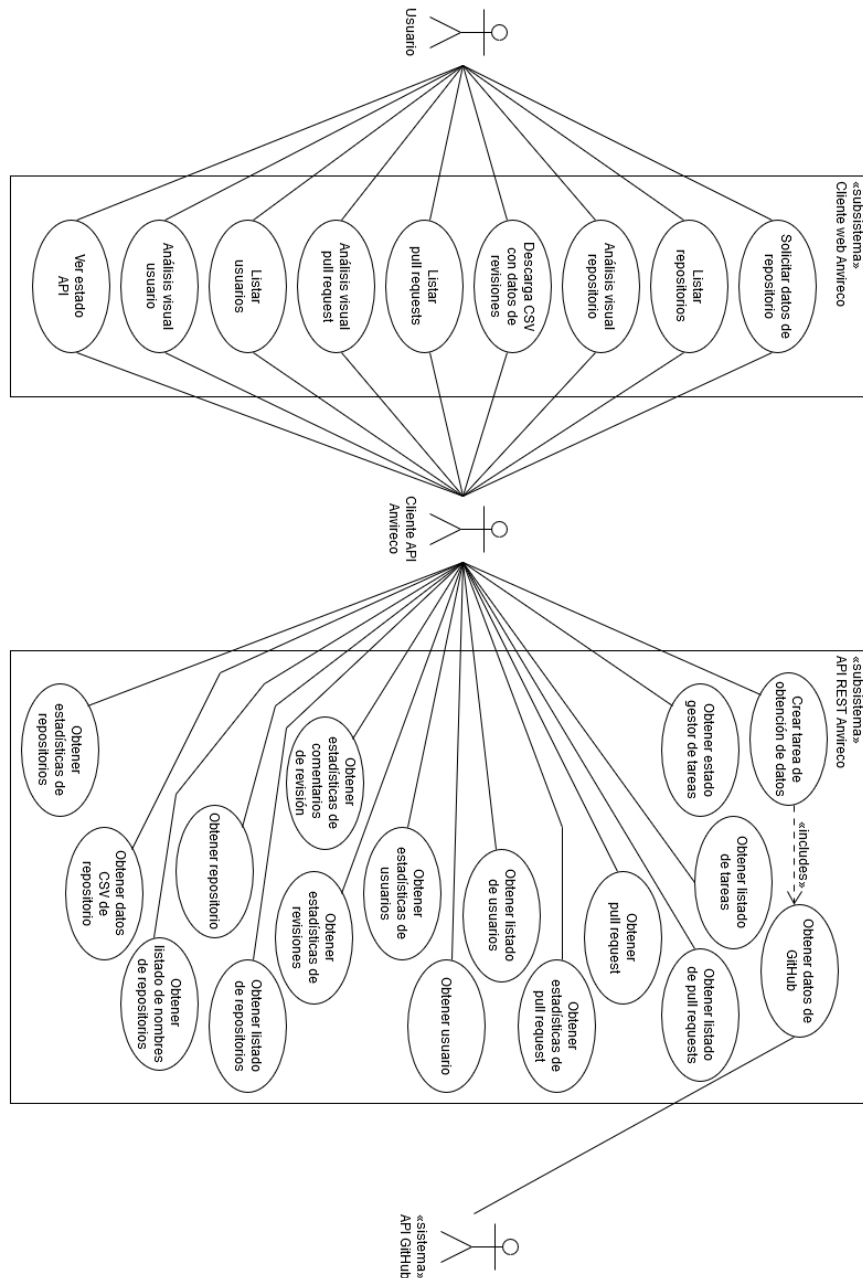 Usuario
«subsistema»
Cliente web Anvireco
Solicitar datos de
repositorio
Listar
repositorios
Análisis visual
repositorio
Descarga CSV
con datos de
revisiones
Listar
pull requests
Análisis visual
pull request
Listar
usuarios
Análisis visual
usuario
Ver estado
API
Cliente API
Anvireco
«subsistema»
API REST Anvireco
Crear tarea de
obtención de datos
«includes»
Obtener datos de
GitHub
Obtener estado
gestor de tareas
Obtener listado
de tareas
Obtener listado
de pull requests
Obtener
pull request
Obtener
estadísticas de
pull request
Obtener listado
de usuarios
Obtener usuario
Obtener
estadísticas de
usuarios
Obtener
estadísticas de
comentarios
de revisión
Obtener
estadísticas de
revisiones
Obtener listado
de repositorios
Obtener repositorio
Obtener
listado de nombres
de repositorios
Obtener datos
CSV de
repositorio
Obtener
estadísticas de
repositorios
«sistema»
API GitHub